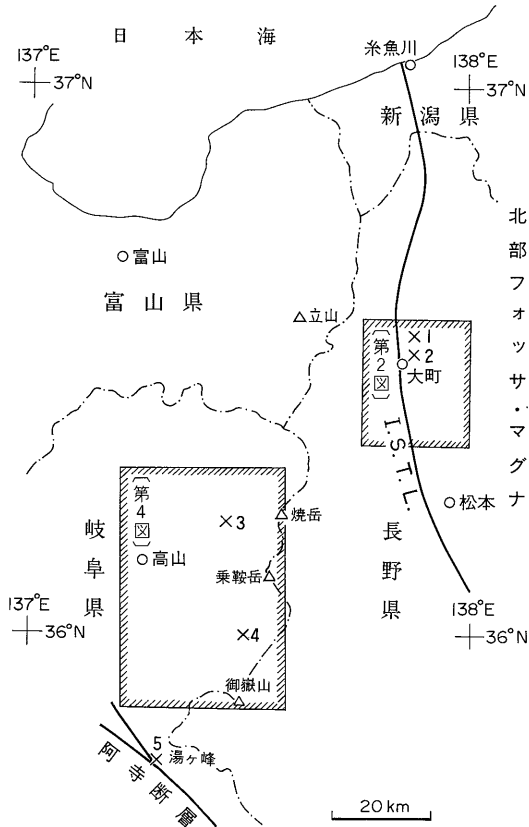 日本海
糸魚川
137°E
37°N
138°E
37°N
新潟県
北部フォッサ・マグナ
富山
富山県
立山
×1
×2
大町
〔第2図〕
I.S.T.L.
〔第4図〕
×3
焼岳
松本
岐阜県
高山
乗鞍岳
長野県
137°E
36°N
138°E
36°N
×4
御嶽山
5
×
湯ヶ峰
阿寺断層
20km